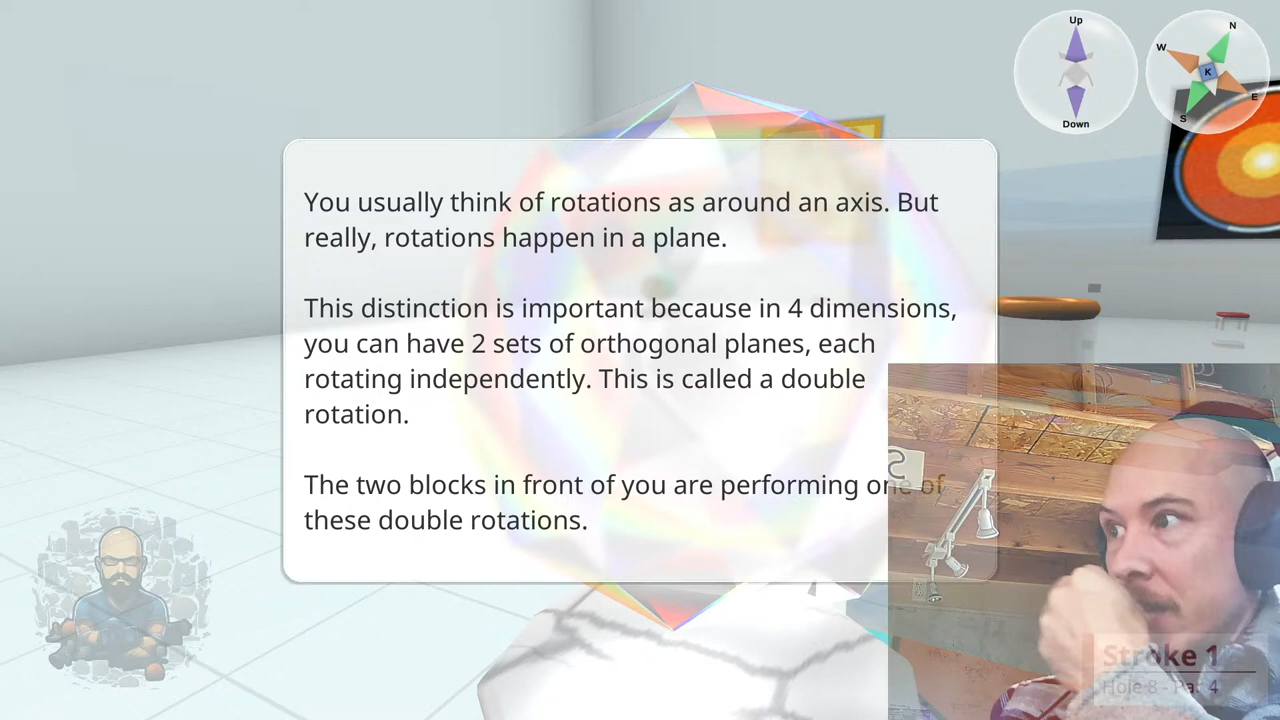 Up
N
W
K
E
S
Down
You usually think of rotations as around an axis. But
really, rotations happen in a plane.
This distinction is important because in 4 dimensions,
you can have 2 sets of orthogonal planes, each
rotating independently. This is called a double
rotation.
The two blocks in front of you are performing one of
these double rotations.
Stroke 1
Hole 8 - Par 4